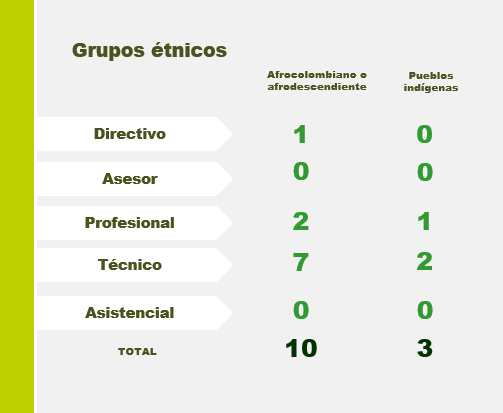 Grupos étnicos
Afrocolombiano o Pueblos
afrodescendiente indígenas
Directivo 1 0
Asesor 0 0
Profesional 2 1
Técnico 7 2
Asistencial 0 0
TOTAL 10 3